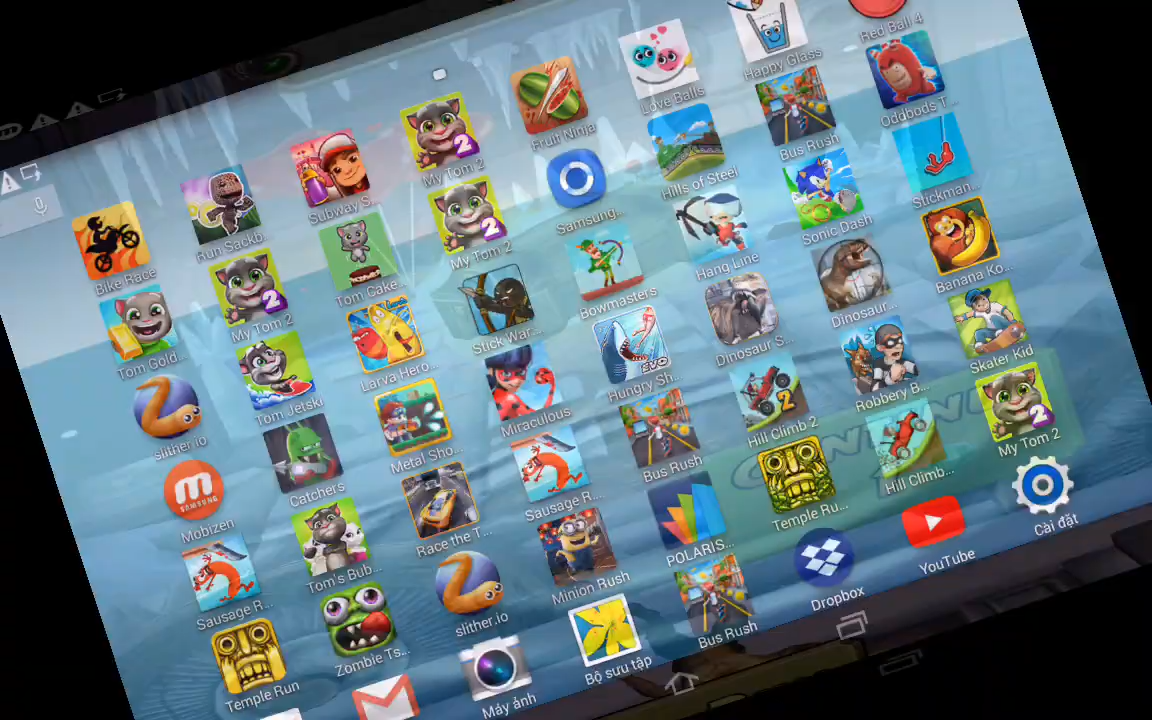 Bike Race
Run Sackb..
Subway S...
My Tom 2
Fruit Ninja
Love Balls
Happy Glass
Red Ball 4
Tom Gold...
My Tom 2
Tom Cake..
My Tom 2
Samsung..
Hills of Steel
Bus Rush
Oddbods T...
slither.io
Tom Jetski
Larva Hero...
Stick War...
Bowmasters
Hang Line
Sonic Dash
Stickman...
Mobizen
Catchers
Metal Sho...
Miraculous
Hungry Sh..
Dinosaur S...
Dinosaur...
Banana Ko...
Sausage R...
Tom's Bub..
Race the T...
Sausage R...
Bus Rush
Hill Climb 2
Robbery B...
Skater Kid
Temple Run
Zombie Ts...
slither.io
Minion Rush
POLARIS...
Temple Ru...
Hill Climb...
My Tom 2
Máy ảnh
Bộ sưu tập
Bus Rush
Dropbox
YouTube
Cài đặt